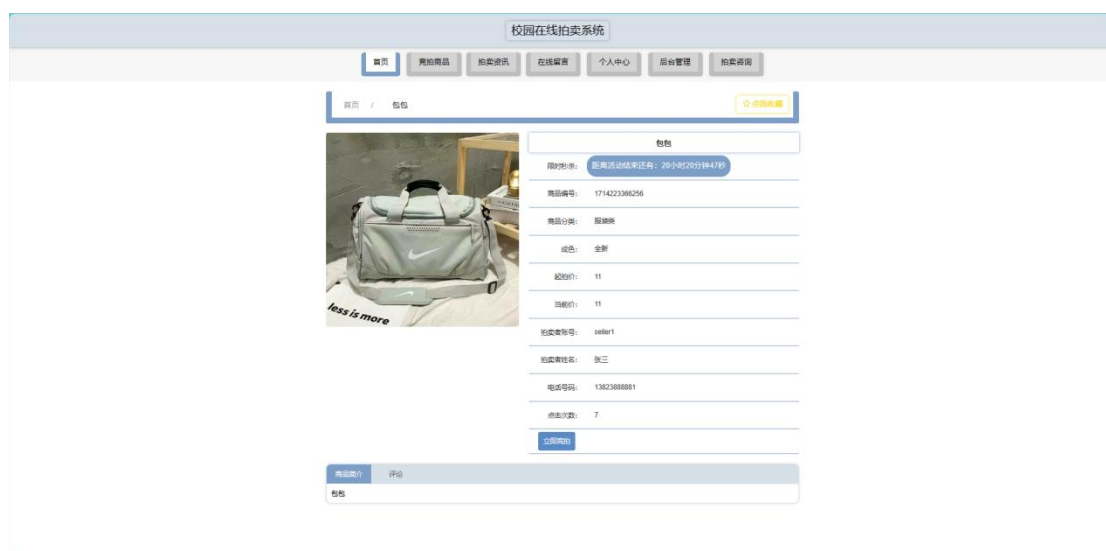 校园在线拍卖系统
首页 竞拍商品 拍卖资讯 在线留言 个人中心 后台管理 拍卖咨询
首页 / 包包 ☆点我收藏
包包
限时秒杀: 距离活动结束还有：20小时20分钟47秒
商品编号: 1714223366256
商品分类: 服装类
成色: 全新
起拍价: 11
当前价: 11
拍卖者账号: seller1
拍卖者姓名: 张三
电话号码: 13823888881
点击次数: 7
立即竞拍
less is more
商品简介 评论
包包